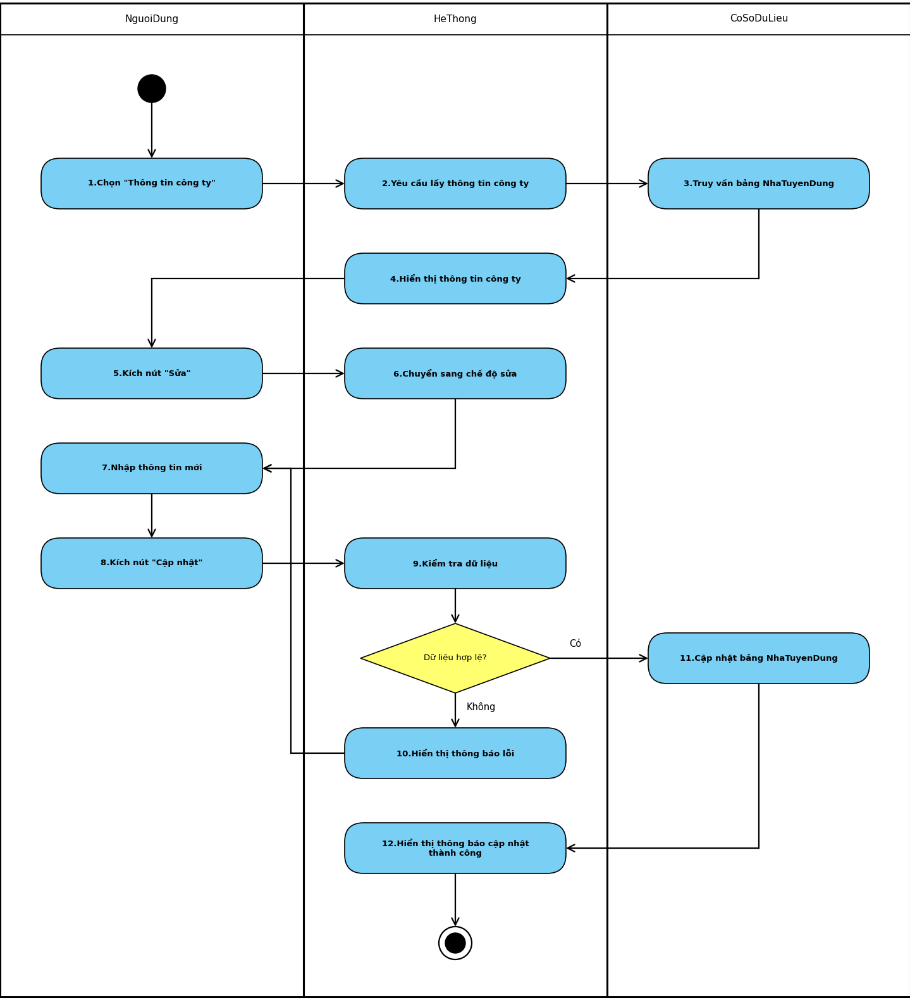 NguoiDung
HeThong
CoSoDuLieu
1.Chọn "Thông tin công ty"
2.Yêu cầu lấy thông tin công ty
3.Truy vấn bảng NhaTuyenDung
4.Hiển thị thông tin công ty
5.Kích nút "Sửa"
6.Chuyển sang chế độ sửa
7.Nhập thông tin mới
8.Kích nút "Cập nhật"
9.Kiểm tra dữ liệu
Dữ liệu hợp lệ?
Có
11.Cập nhật bảng NhaTuyenDung
Không
10.Hiển thị thông báo lỗi
12.Hiển thị thông báo cập nhật
thành công